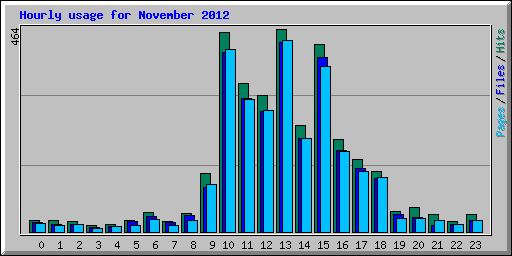 Hourly usage for November 2012
464
Pages / Files / Hits
0 1 2 3 4 5 6 7 8 9 10 11 12 13 14 15 16 17 18 19 20 21 22 23